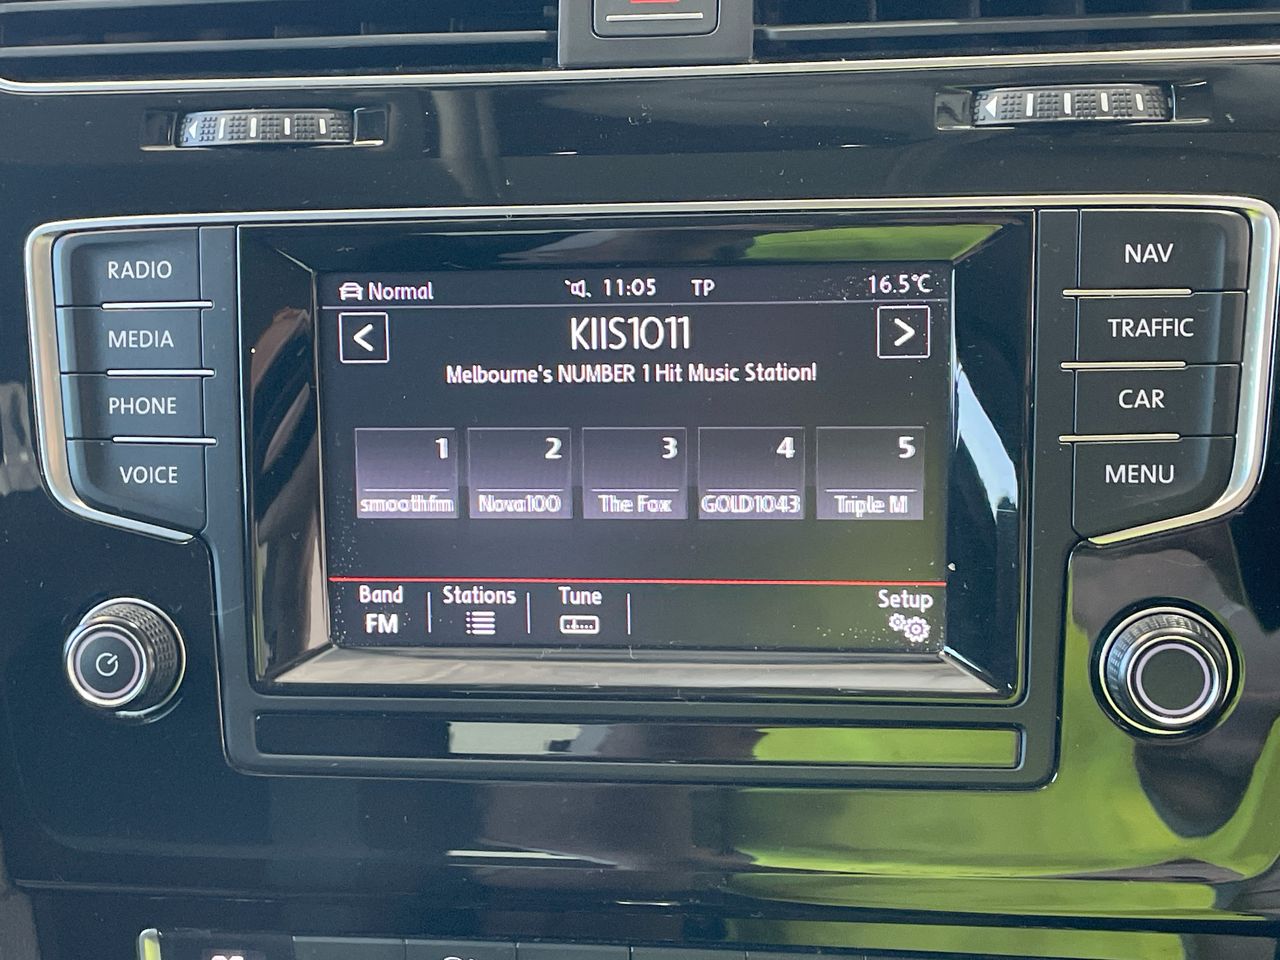 RADIO
MEDIA
PHONE
VOICE
Normal 11:05 TP 16.5°C
< KIIS1011 >
Melbourne's NUMBER 1 Hit Music Station!
1 2 3 4 5
smoothfm Nova100 The Fox GOLD1043 Triple M
Band Stations Tune Setup
FM
NAV
TRAFFIC
CAR
MENU